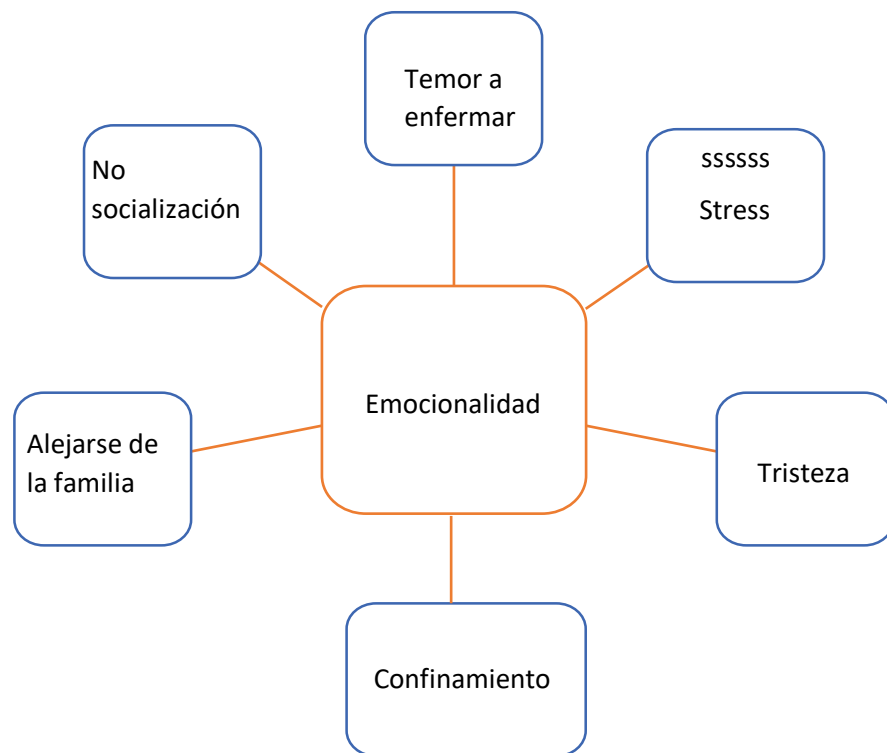 Temor a
enfermar
No
socialización
ssssss
Stress
Emocionalidad
Alejarse de
la familia
Tristeza
Confinamiento